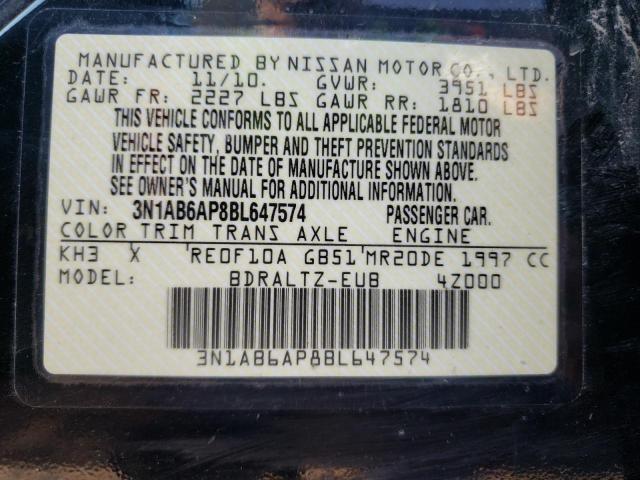 MANUFACTURED BY NISSAN MOTOR CO., LTD.
DATE: 11/10. GVWR: 3951 LBS
GAWR FR: 2227 LBS GAWR RR: 1810 LBS
THIS VEHICLE CONFORMS TO ALL APPLICABLE FEDERAL MOTOR
VEHICLE SAFETY, BUMPER AND THEFT PREVENTION STANDARDS
IN EFFECT ON THE DATE OF MANUFACTURE SHOWN ABOVE.
SEE OWNER'S MANUAL FOR ADDITIONAL INFORMATION.
VIN: 3N1AB6AP8BL647574 PASSENGER CAR.
COLOR TRIM TRANS AXLE ENGINE
KH3 X RE0F10A GB51 MR20DE 1997 CC
MODEL: BDRALTZ-EUB 4Z000
3N1AB6AP8BL647574